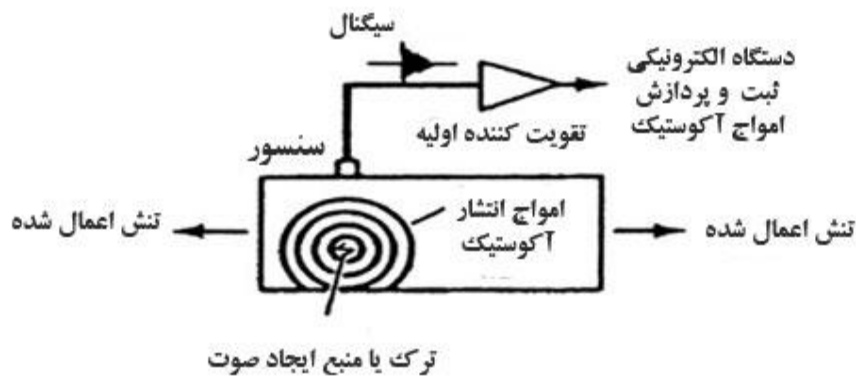 سیگنال
دستگاه الکترونیکی
ثبت و پردازش
امواج آکوستیک
تقویت کننده اولیه
سنسور
امواج انتشار
آکوستیک
تنش اعمال شده
تنش اعمال شده
ترک یا منبع ایجاد صوت